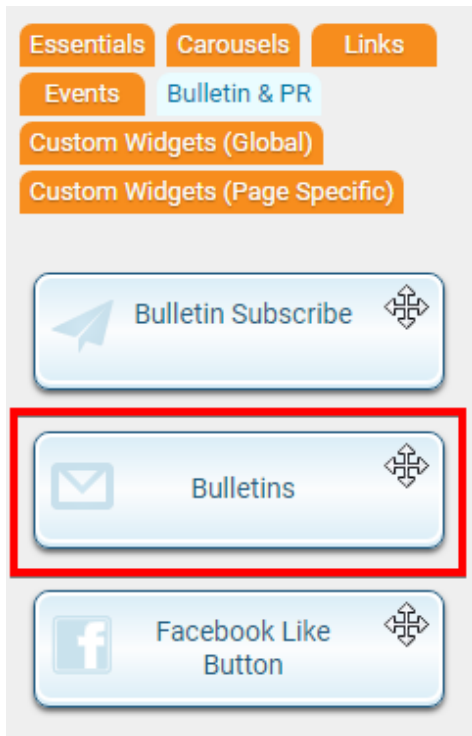 Essentials Carousels Links
Events Bulletin & PR
Custom Widgets (Global)
Custom Widgets (Page Specific)
Bulletin Subscribe
Bulletins
Facebook Like
Button